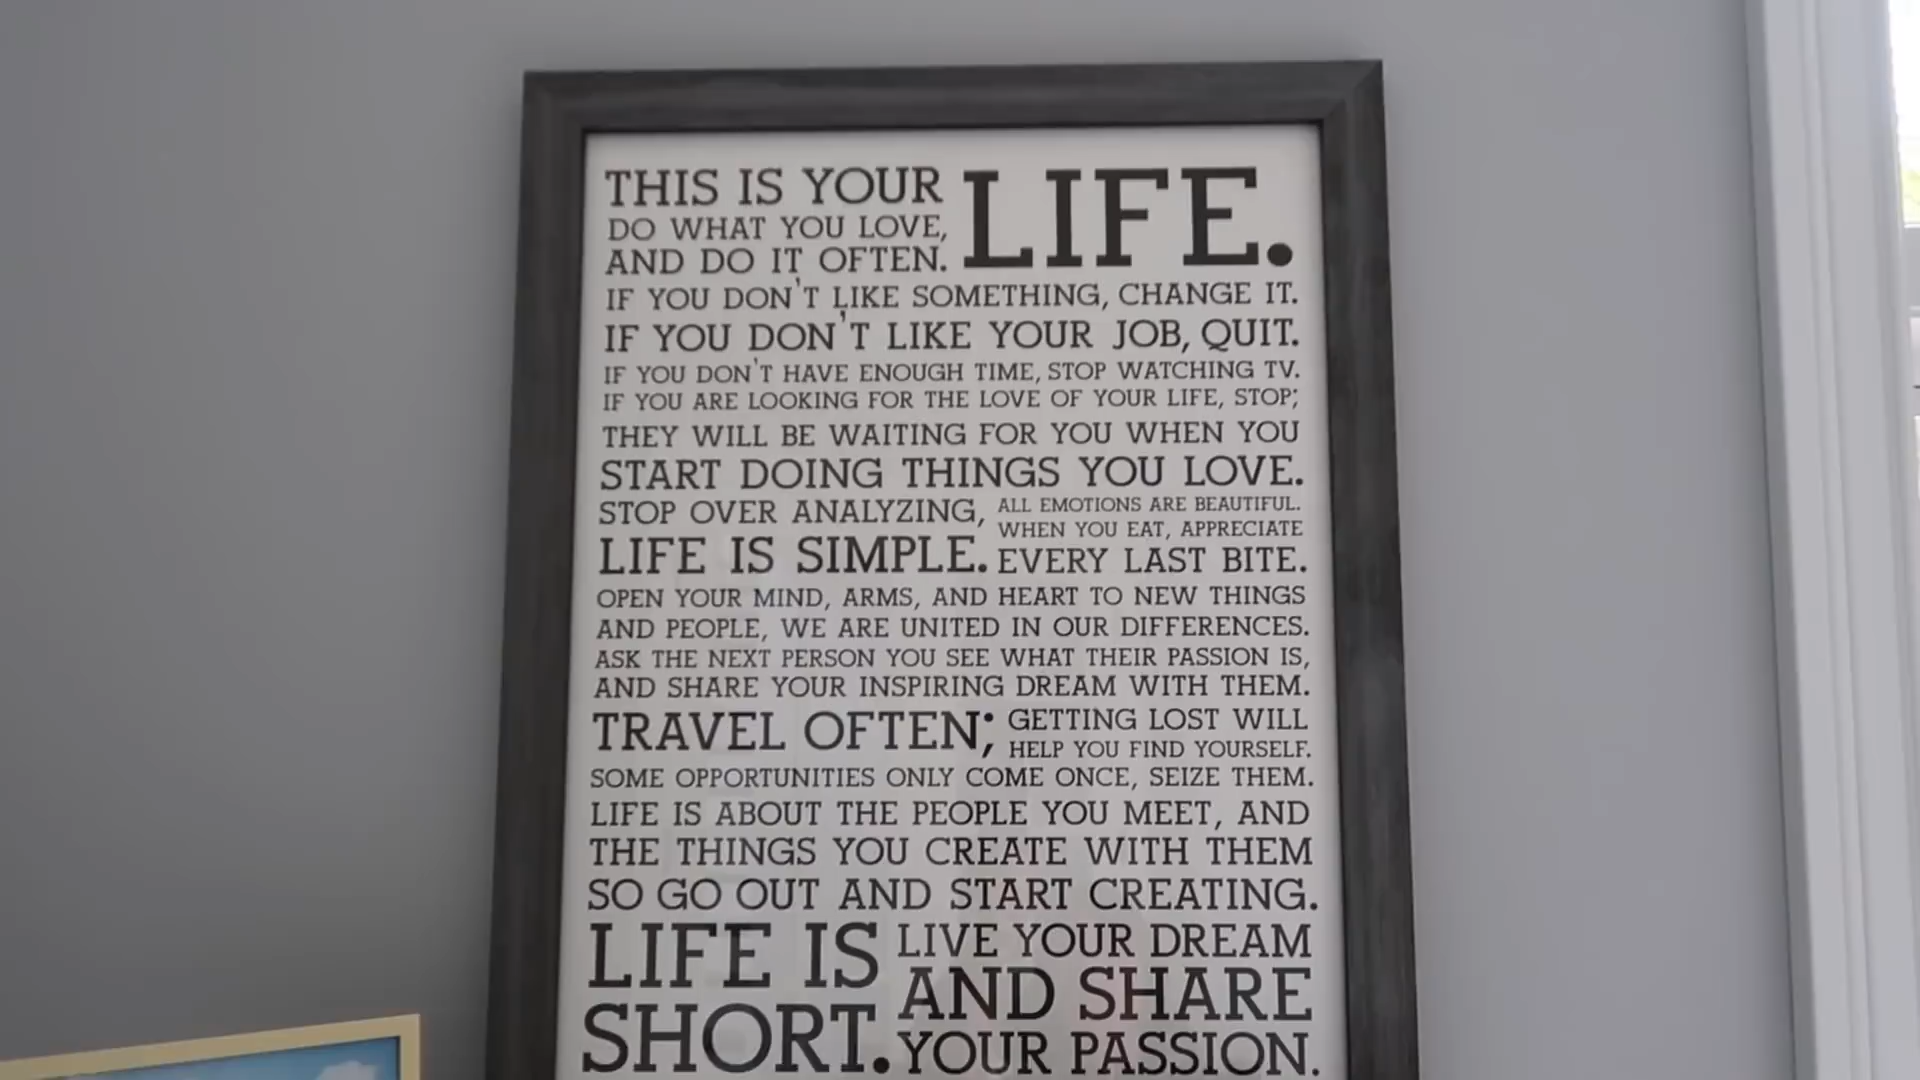 THIS IS YOUR LIFE.
DO WHAT YOU LOVE,
AND DO IT OFTEN.
IF YOU DON'T LIKE SOMETHING, CHANGE IT.
IF YOU DON'T LIKE YOUR JOB, QUIT.
IF YOU DON'T HAVE ENOUGH TIME, STOP WATCHING TV.
IF YOU ARE LOOKING FOR THE LOVE OF YOUR LIFE, STOP;
THEY WILL BE WAITING FOR YOU WHEN YOU
START DOING THINGS YOU LOVE.
STOP OVER ANALYZING,
LIFE IS SIMPLE.
ALL EMOTIONS ARE BEAUTIFUL.
WHEN YOU EAT, APPRECIATE
EVERY LAST BITE.
OPEN YOUR MIND, ARMS, AND HEART TO NEW THINGS
AND PEOPLE, WE ARE UNITED IN OUR DIFFERENCES.
ASK THE NEXT PERSON YOU SEE WHAT THEIR PASSION IS,
AND SHARE YOUR INSPIRING DREAM WITH THEM.
TRAVEL OFTEN;
GETTING LOST WILL
HELP YOU FIND YOURSELF.
SOME OPPORTUNITIES ONLY COME ONCE, SEIZE THEM.
LIFE IS ABOUT THE PEOPLE YOU MEET, AND
THE THINGS YOU CREATE WITH THEM
SO GO OUT AND START CREATING.
LIFE IS
SHORT.
LIVE YOUR DREAM
AND SHARE
YOUR PASSION.